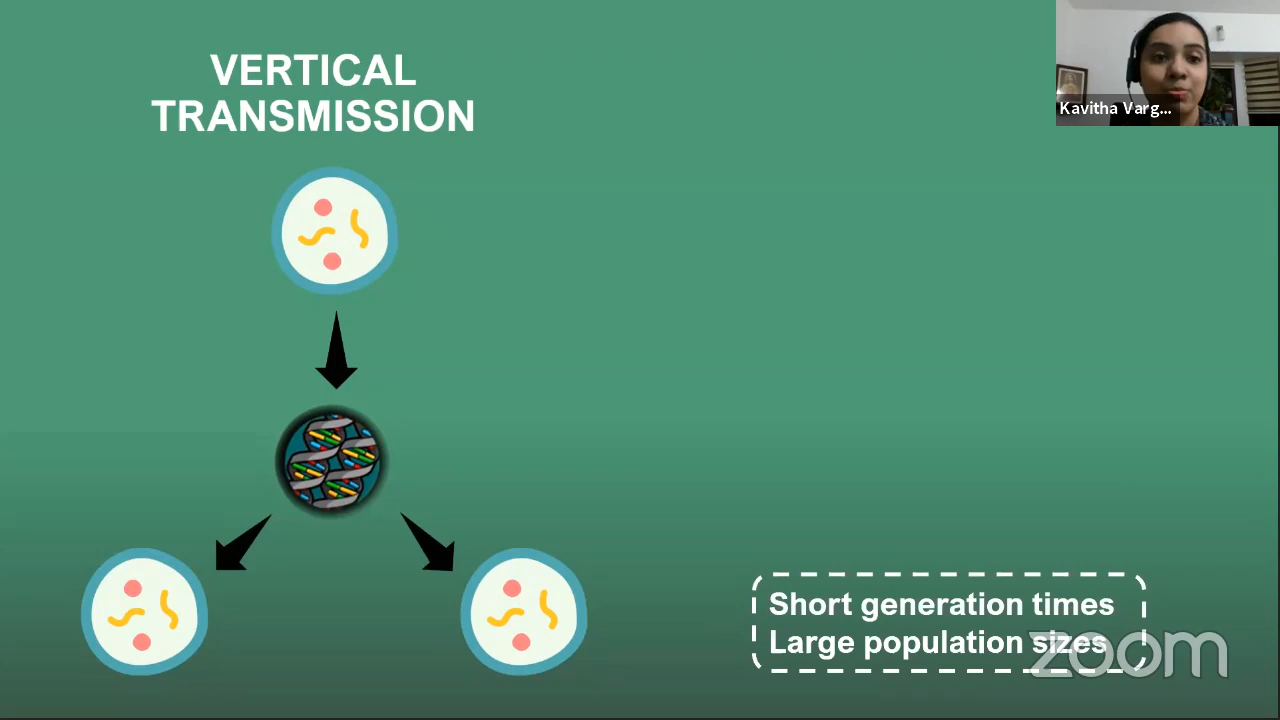 VERTICAL
TRANSMISSION
Kavitha Varg...
Short generation times
Large population sizes
zoom